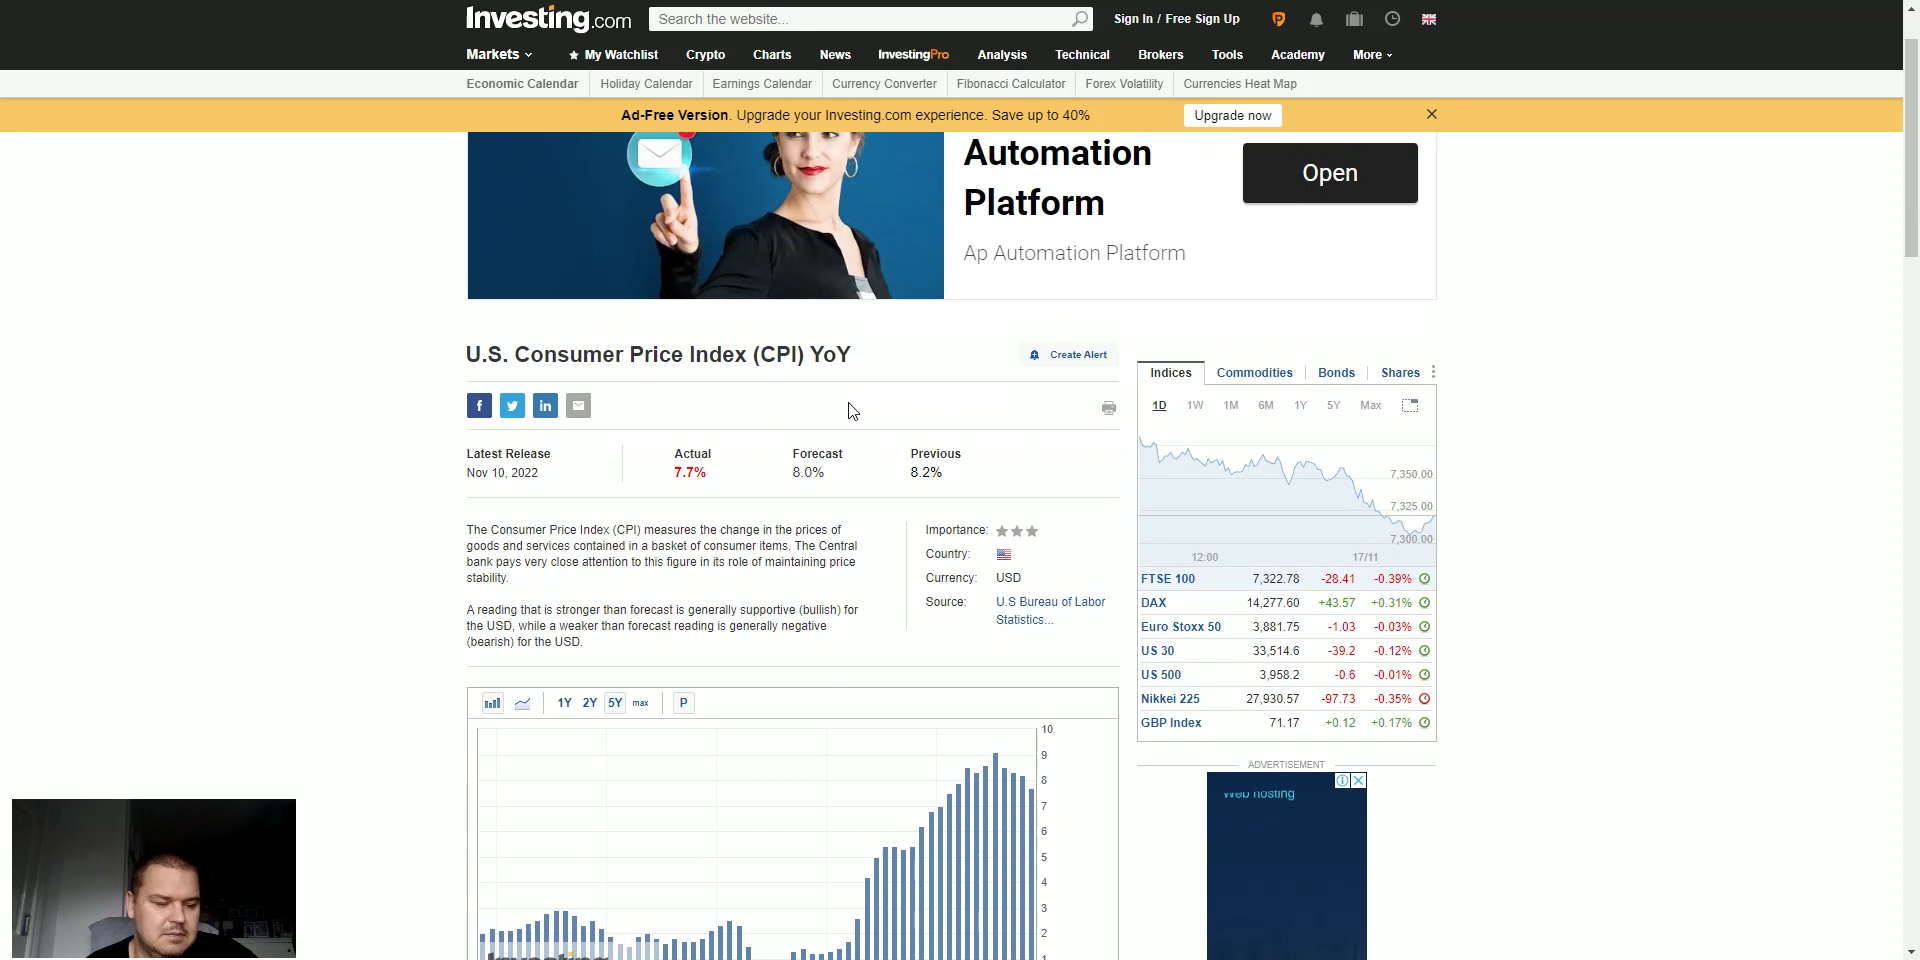 Investing.com
Search the website...
Sign In / Free Sign Up
Markets
My Watchlist
Crypto
Charts
News
InvestingPro
Analysis
Technical
Brokers
Tools
Academy
More
Economic Calendar
Holiday Calendar
Earnings Calendar
Currency Converter
Fibonacci Calculator
Forex Volatility
Currencies Heat Map
Ad-Free Version. Upgrade your Investing.com experience. Save up to 40%
Upgrade now
Automation
Platform
Ap Automation Platform
Open
U.S. Consumer Price Index (CPI) YoY
Create Alert
Latest Release
Nov 10, 2022
Actual
7.7%
Forecast
8.0%
Previous
8.2%
The Consumer Price Index (CPI) measures the change in the prices of
goods and services contained in a basket of consumer items. The Central
bank pays very close attention to this figure in its role of maintaining price
stability.
A reading that is stronger than forecast is generally supportive (bullish) for
the USD, while a weaker than forecast reading is generally negative
(bearish) for the USD.
Importance:
Country:
Currency: USD
Source: U.S Bureau of Labor
Statistics...
1Y 2Y 5Y max P
10
9
8
7
6
5
4
3
2
1
Investing
Indices Commodities Bonds Shares
1D 1W 1M 6M 1Y 5Y Max
7,350.00
7,325.00
7,300.00
12:00 17/11
FTSE 100 7,322.78 -28.41 -0.39%
DAX 14,277.60 +43.57 +0.31%
Euro Stoxx 50 3,881.75 -1.03 -0.03%
US 30 33,514.6 -39.2 -0.12%
US 500 3,958.2 -0.6 -0.01%
Nikkei 225 27,930.57 -97.73 -0.35%
GBP Index 71.17 +0.12 +0.17%
ADVERTISEMENT
Web hosting